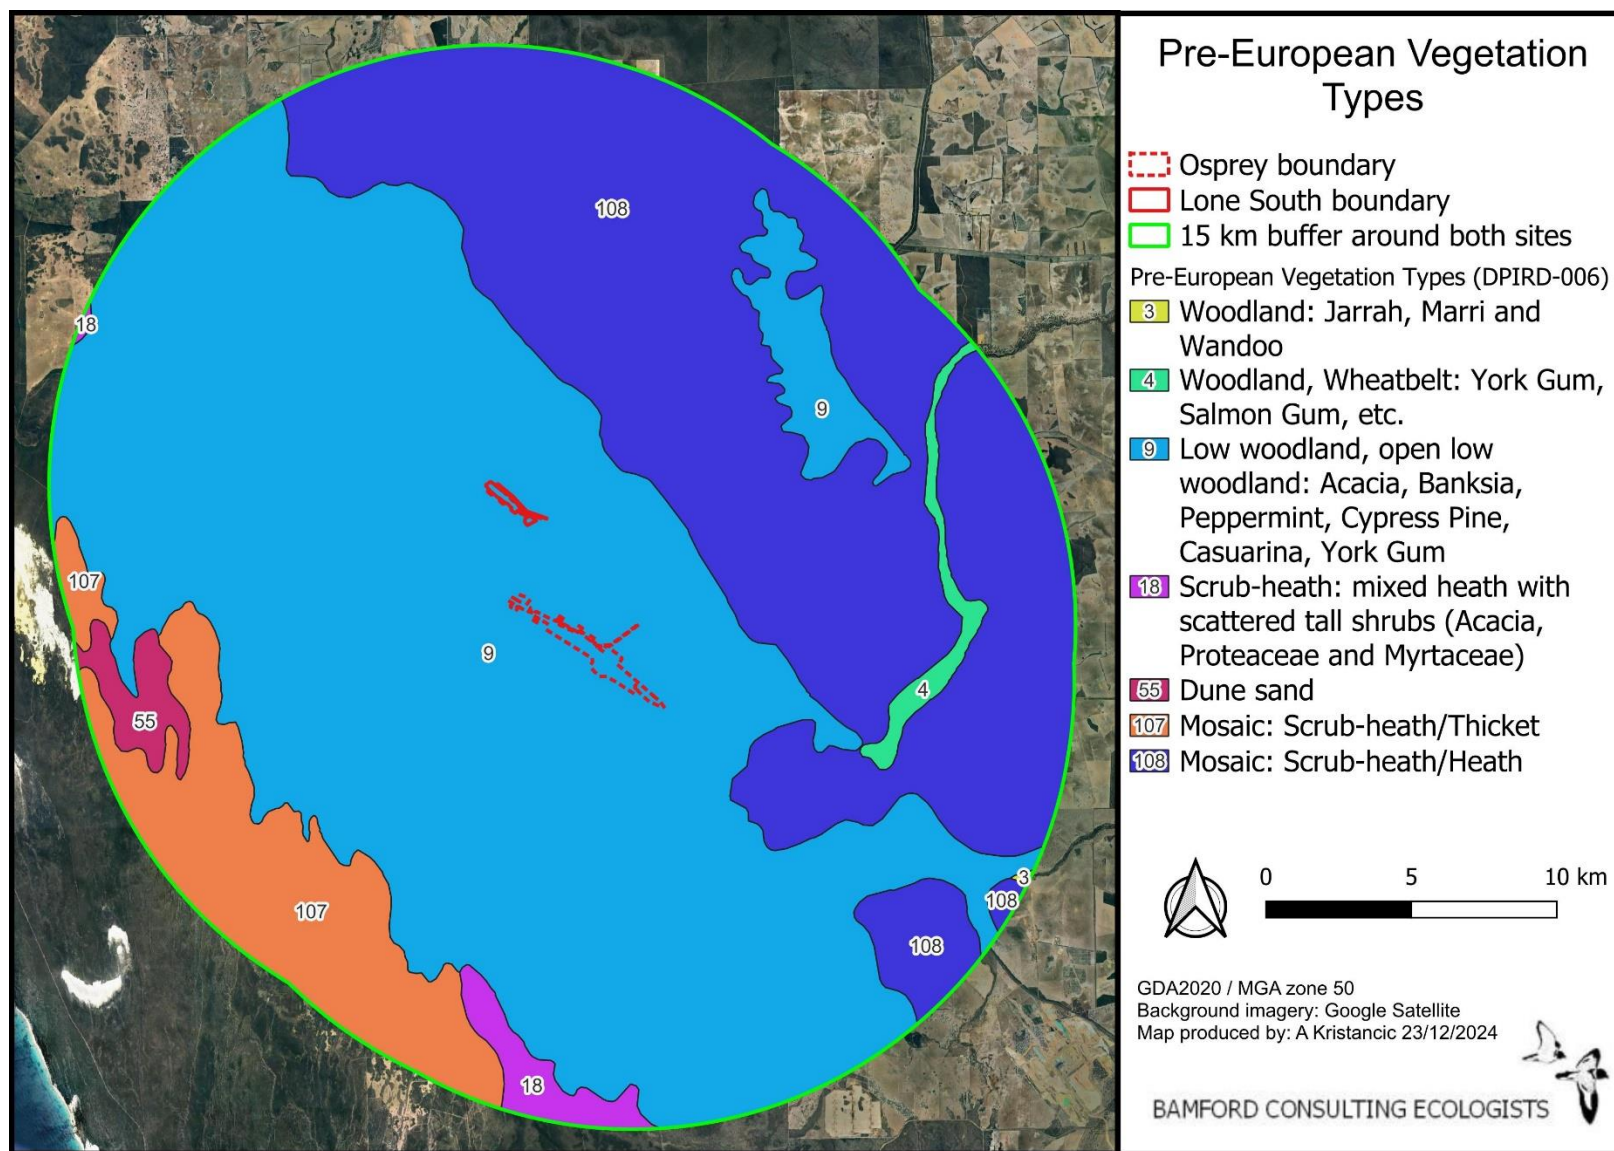 Pre-European Vegetation
Types
Osprey boundary
Lone South boundary
15 km buffer around both sites
Pre-European Vegetation Types (DPIRD-006)
3 Woodland: Jarrah, Marri and
Wandoo
4 Woodland, Wheatbelt: York Gum,
Salmon Gum, etc.
9 Low woodland, open low
woodland: Acacia, Banksia,
Peppermint, Cypress Pine,
Casuarina, York Gum
18 Scrub-heath: mixed heath with
scattered tall shrubs (Acacia,
Proteaceae and Myrtaceae)
55 Dune sand
107 Mosaic: Scrub-heath/Thicket
108 Mosaic: Scrub-heath/Heath
0 5 10 km
GDA2020 / MGA zone 50
Background imagery: Google Satellite
Map produced by: A Kristancic 23/12/2024
BAMFORD CONSULTING ECOLOGISTS
108
18
9
107
9
4
55
3
108
107
108
18